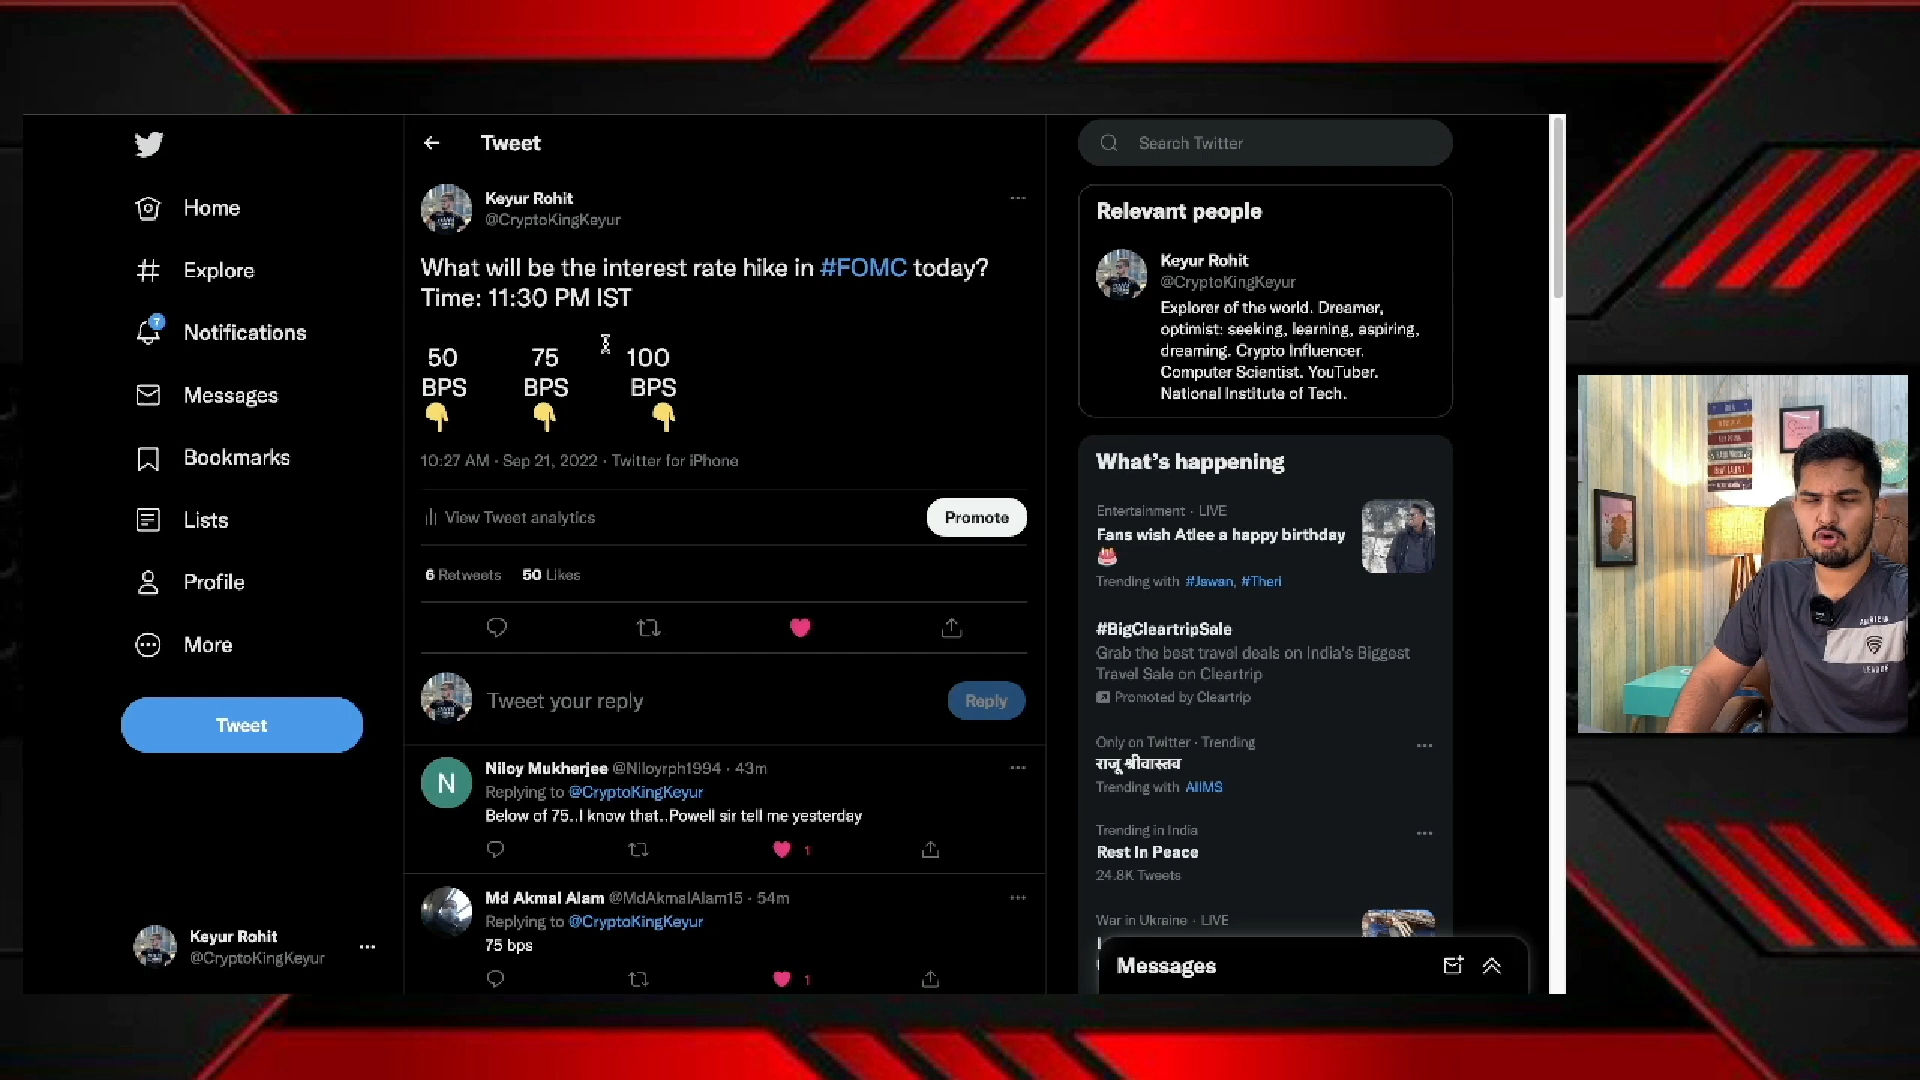 Home
Explore
7
Notifications
Messages
Bookmarks
Lists
Profile
More
Tweet
Keyur Rohit
@CryptoKingKeyur
Tweet
Keyur Rohit
@CryptoKingKeyur
What will be the interest rate hike in #FOMC today?
Time: 11:30 PM IST
50 75 100
BPS BPS BPS
10:27 AM · Sep 21, 2022 · Twitter for iPhone
View Tweet analytics
Promote
6 Retweets 50 Likes
Tweet your reply
Reply
N
Niloy Mukherjee @Niloyrph1994 · 43m
Replying to @CryptoKingKeyur
Below of 75..I know that..Powell sir tell me yesterday
1
Md Akmal Alam @MdAkmalAlam15 · 54m
Replying to @CryptoKingKeyur
75 bps
1
Search Twitter
Relevant people
Keyur Rohit
@CryptoKingKeyur
Explorer of the world. Dreamer,
optimist: seeking, learning, aspiring,
dreaming. Crypto Influencer.
Computer Scientist. YouTuber.
National Institute of Tech.
What's happening
Entertainment · LIVE
Fans wish Atlee a happy birthday
Trending with #Jawan, #Theri
#BigCleartripSale
Grab the best travel deals on India's Biggest
Travel Sale on Cleartrip
Promoted by Cleartrip
Only on Twitter · Trending
राजू श्रीवास्तव
Trending with AIIMS
Trending in India
Rest In Peace
24.8K Tweets
War in Ukraine · LIVE
Messages